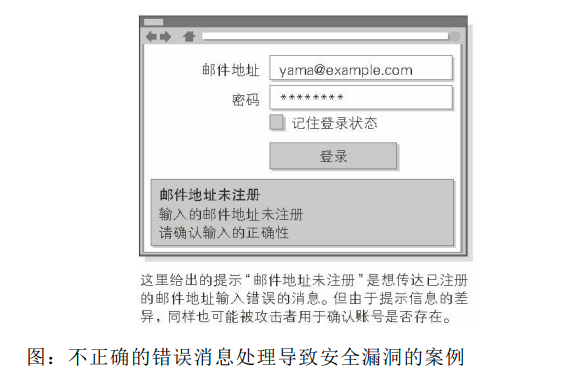 邮件地址 yama@example.com
密码 ********
记住登录状态
登录
邮件地址未注册
输入的邮件地址未注册
请确认输入的正确性
这里给出的提示“邮件地址未注册”是想传达已注册
的邮件地址输入错误的消息。但由于提示信息的差
异，同样也可能被攻击者用于确认账号是否存在。
图：不正确的错误消息处理导致安全漏洞的案例